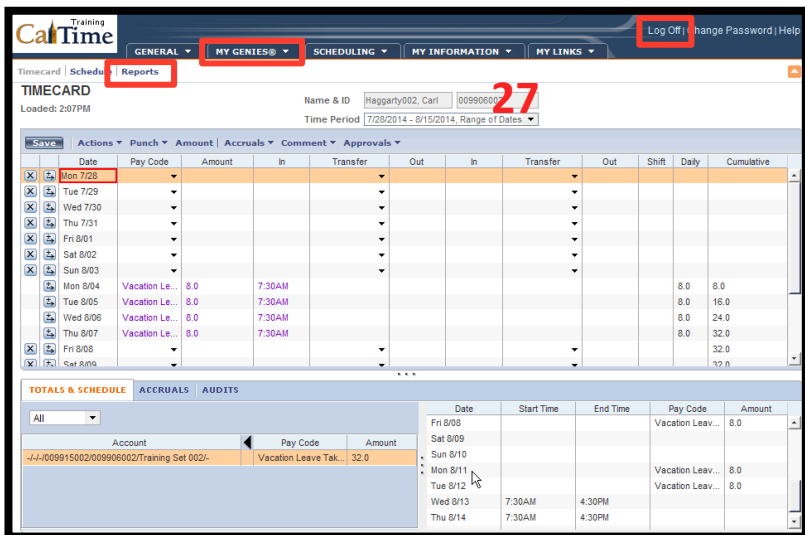 Training
CalTime
Log Off | Change Password | Help
GENERAL MY GENIES® SCHEDULING MY INFORMATION MY LINKS
Timecard | Schedule | Reports
TIMECARD
Loaded: 2:07PM
Name & ID Haggarty002, Carl
27
Time Period 7/28/2014 - 8/15/2014, Range of Dates
Save Actions Punch Amount | Accruals Comment Approvals
Date Pay Code Amount In Transfer Out In Transfer Out Shift Daily Cumulative
Mon 7/28
Tue 7/29
Wed 7/30
Thu 7/31
Fri 8/01
Sat 8/02
Sun 8/03
Mon 8/04 Vacation Le... 8.0 7:30AM 8.0 8.0
Tue 8/05 Vacation Le... 8.0 7:30AM 8.0 16.0
Wed 8/06 Vacation Le... 8.0 7:30AM 8.0 24.0
Thu 8/07 Vacation Le... 8.0 7:30AM 8.0 32.0
Fri 8/08 32.0
Sat 8/09 32.0
TOTALS & SCHEDULE ACCRUALS AUDITS
All
Account Pay Code Amount
-/-/-/009915002/009906002/Training Set 002/- Vacation Leave Tak... 32.0
Date Start Time End Time Pay Code Amount
Fri 8/08 Vacation Leav... 8.0
Sat 8/09
Sun 8/10
Mon 8/11 Vacation Leav... 8.0
Tue 8/12 Vacation Leav... 8.0
Wed 8/13 7:30AM 4:30PM
Thu 8/14 7:30AM 4:30PM